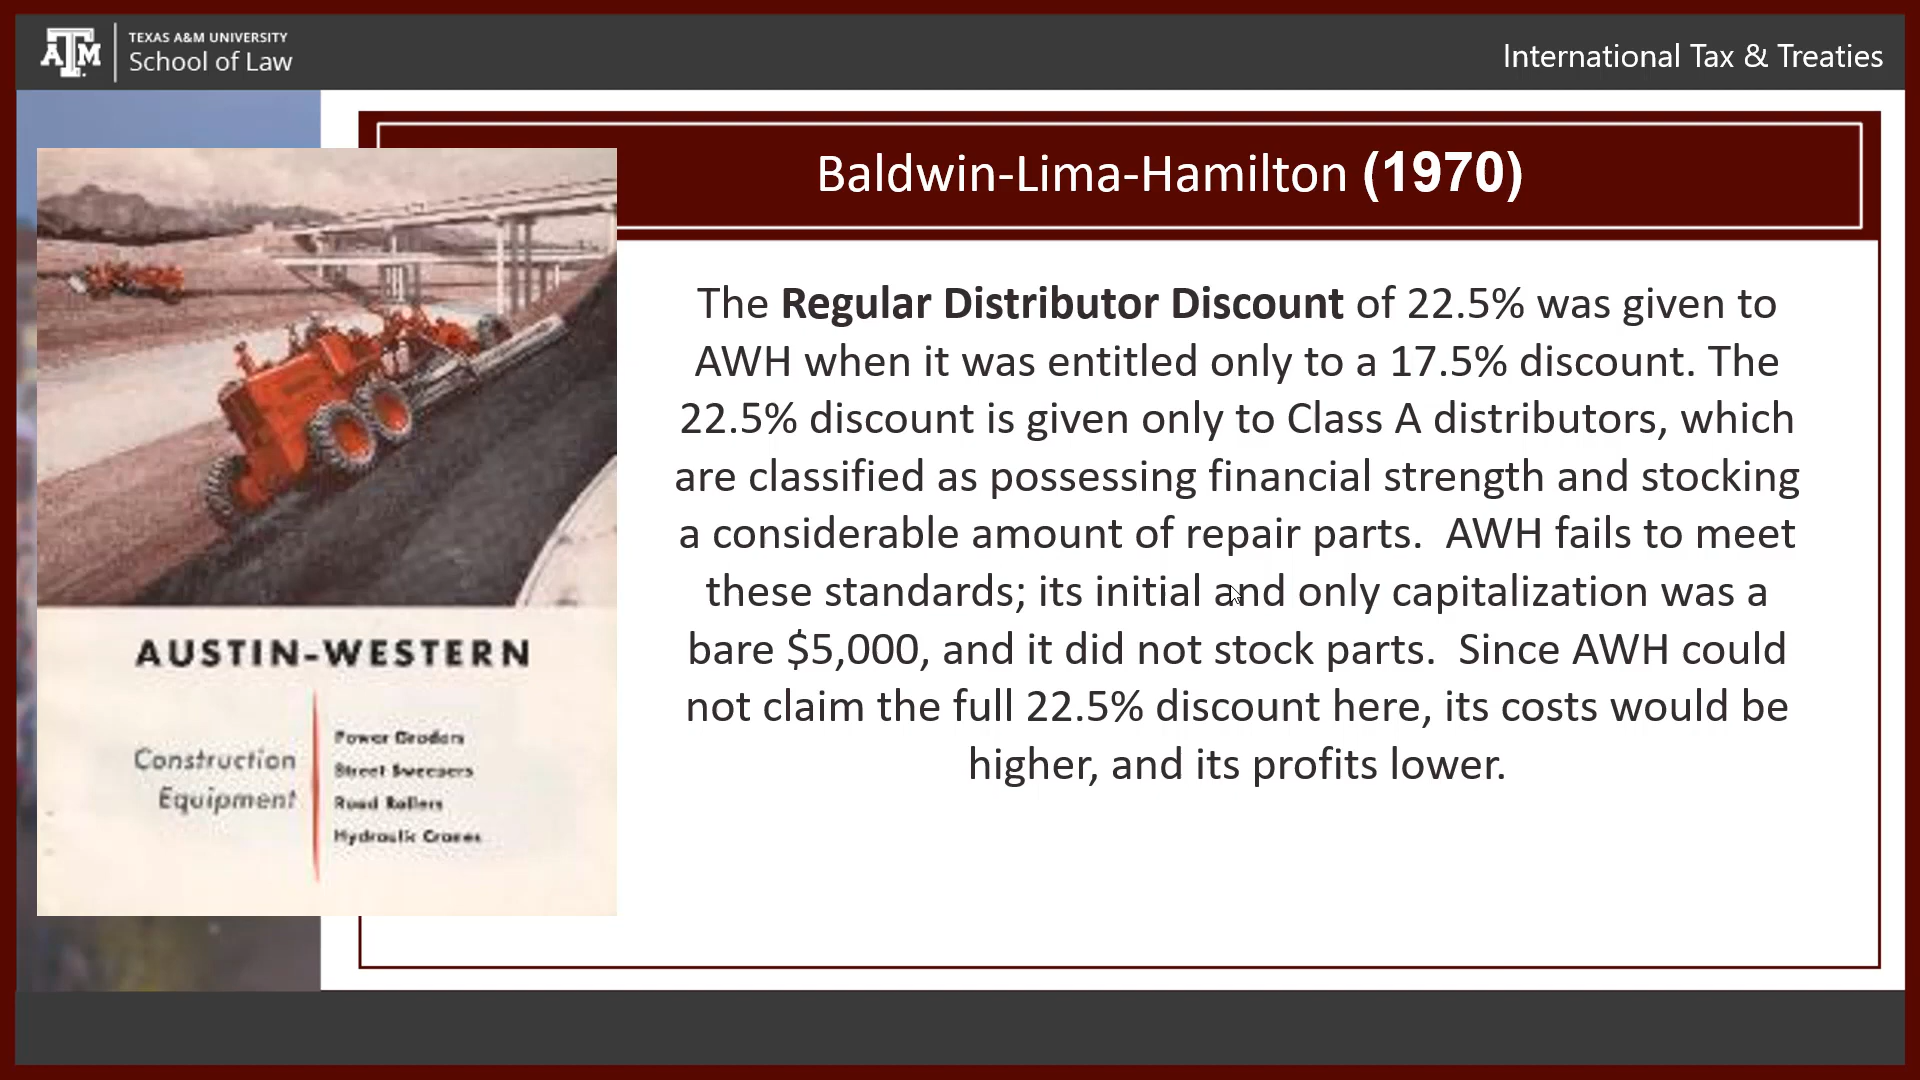 TEXAS A&M UNIVERSITY
School of Law
International Tax & Treaties
Baldwin-Lima-Hamilton (1970)
The Regular Distributor Discount of 22.5% was given to
AWH when it was entitled only to a 17.5% discount. The
22.5% discount is given only to Class A distributors, which
are classified as possessing financial strength and stocking
a considerable amount of repair parts.  AWH fails to meet
these standards; its initial and only capitalization was a
bare $5,000, and it did not stock parts.  Since AWH could
not claim the full 22.5% discount here, its costs would be
higher, and its profits lower.
AUSTIN-WESTERN
Construction
Equipment
Power Graders
Street Sweepers
Road Rollers
Hydraulic Cranes